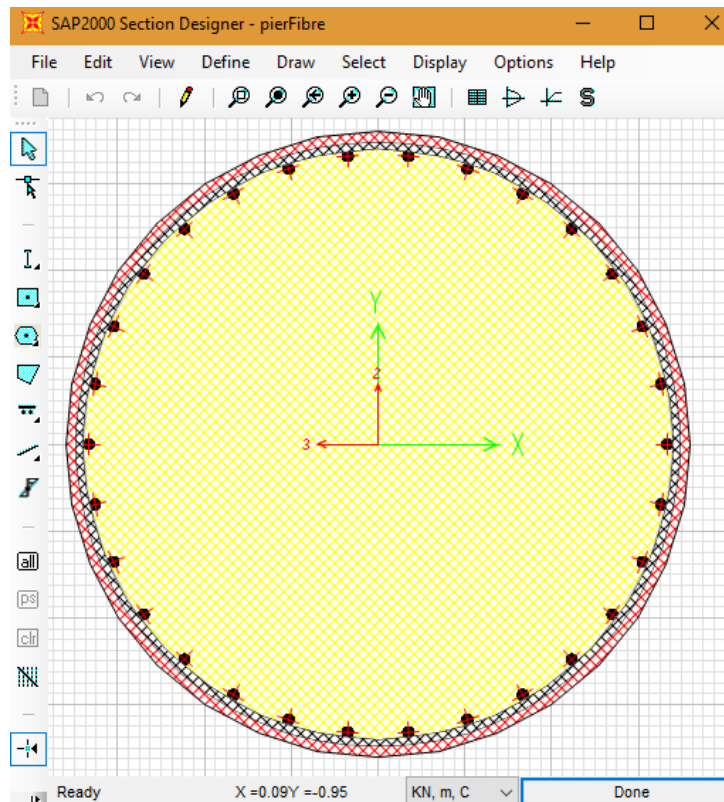 SAP2000 Section Designer - pierFibre
File Edit View Define Draw Select Display Options Help
S
Y
2
3 X
I
all
ps
clr
Ready X =0.09Y =-0.95 KN, m, C Done